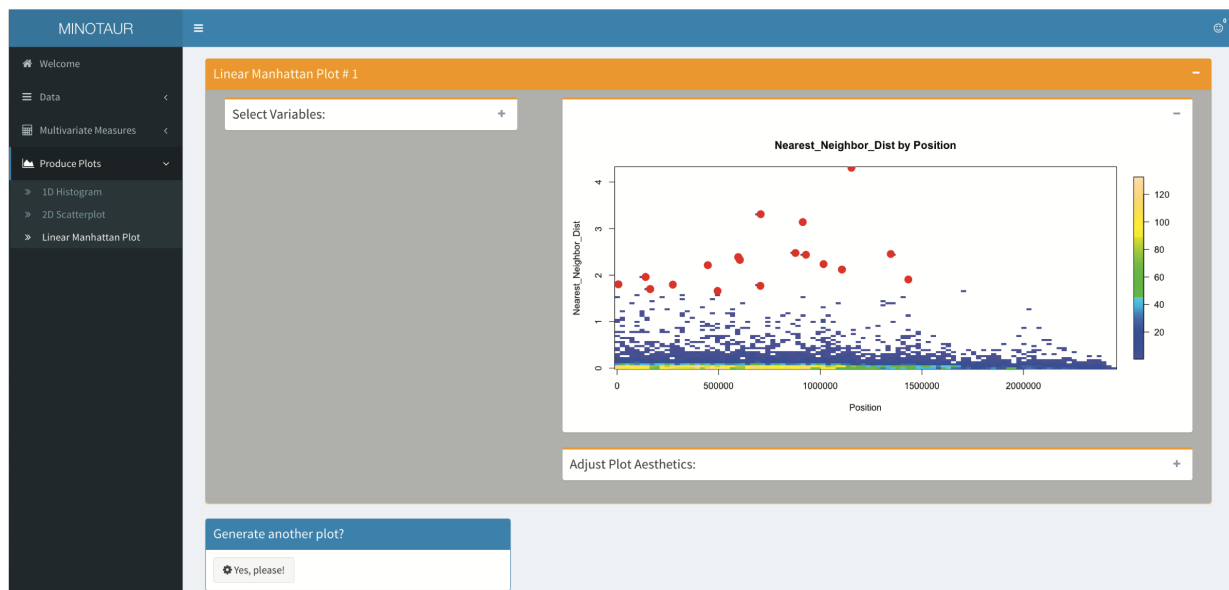 MINOTAUR
0
Welcome
Data
Multivariate Measures
Produce Plots
1D Histogram
2D Scatterplot
Linear Manhattan Plot
Linear Manhattan Plot # 1
Select Variables:
Nearest_Neighbor_Dist by Position
Nearest_Neighbor_Dist
4
3
2
1
0
0
500000
1000000
1500000
2000000
Position
120
100
80
60
40
20
Adjust Plot Aesthetics:
Generate another plot?
Yes, please!